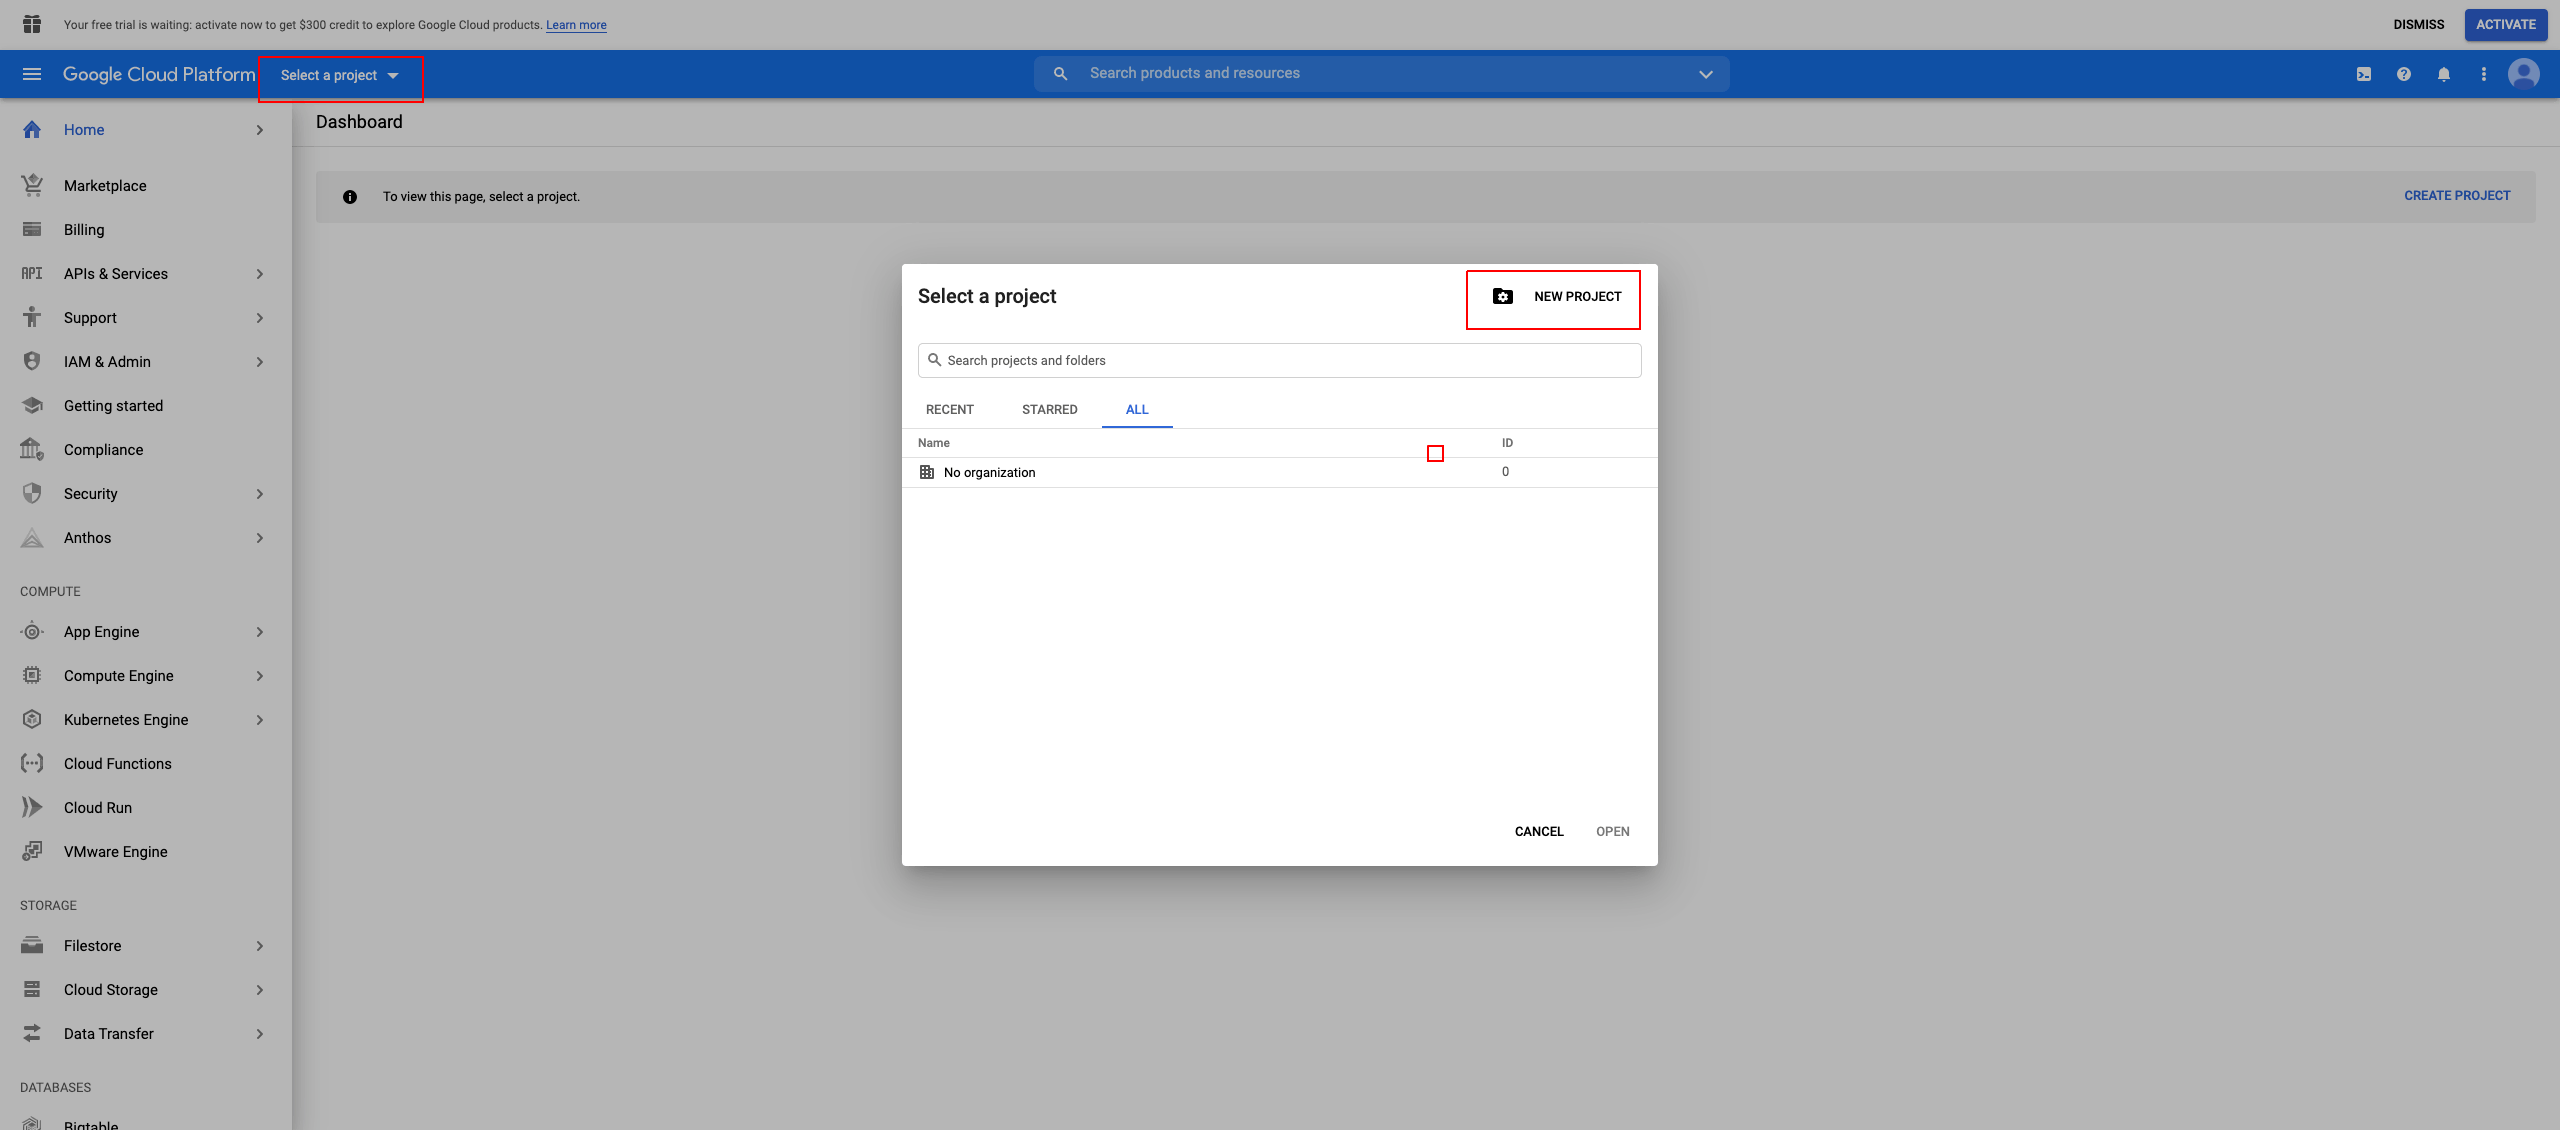 Your free trial is waiting: activate now to get $300 credit to explore Google Cloud products. Learn more
DISMISS
ACTIVATE
Google Cloud Platform
Select a project
Search products and resources
Home
Marketplace
Billing
API APIs & Services
Support
IAM & Admin
Getting started
Compliance
Security
Anthos
COMPUTE
App Engine
Compute Engine
Kubernetes Engine
Cloud Functions
Cloud Run
VMware Engine
STORAGE
Filestore
Cloud Storage
Data Transfer
DATABASES
Bigtable
Dashboard
To view this page, select a project.
CREATE PROJECT
Select a project
NEW PROJECT
Search projects and folders
RECENT STARRED ALL
Name ID
No organization 0
CANCEL OPEN